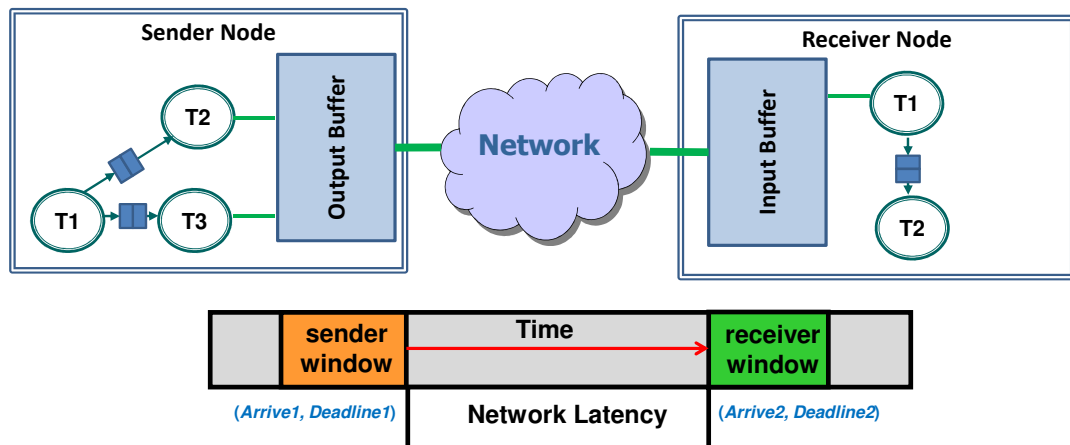 Sender Node
T2
T1
T3
Output Buffer
Network
Receiver Node
Input Buffer
T1
T2
sender
window
Time
receiver
window
(Arrive1, Deadline1)
Network Latency
(Arrive2, Deadline2)